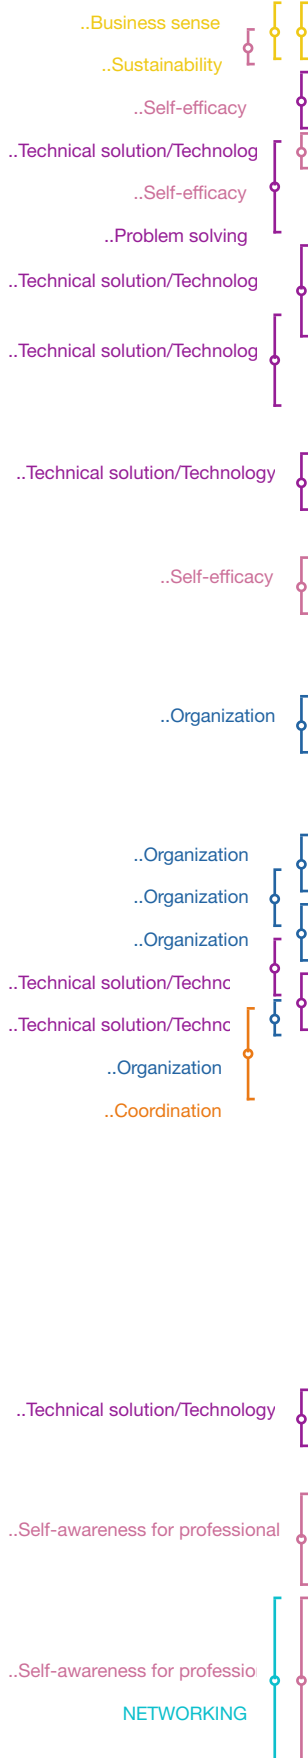 ..Business sense
..Sustainability
..Self-efficacy
..Technical solution/Technolog
..Self-efficacy
..Problem solving
..Technical solution/Technolog
..Technical solution/Technolog
..Technical solution/Technology
..Self-efficacy
..Organization
..Organization
..Organization
..Organization
..Technical solution/Techno
..Technical solution/Techno
..Organization
..Coordination
..Technical solution/Technology
..Self-awareness for professional
..Self-awareness for professio
NETWORKING